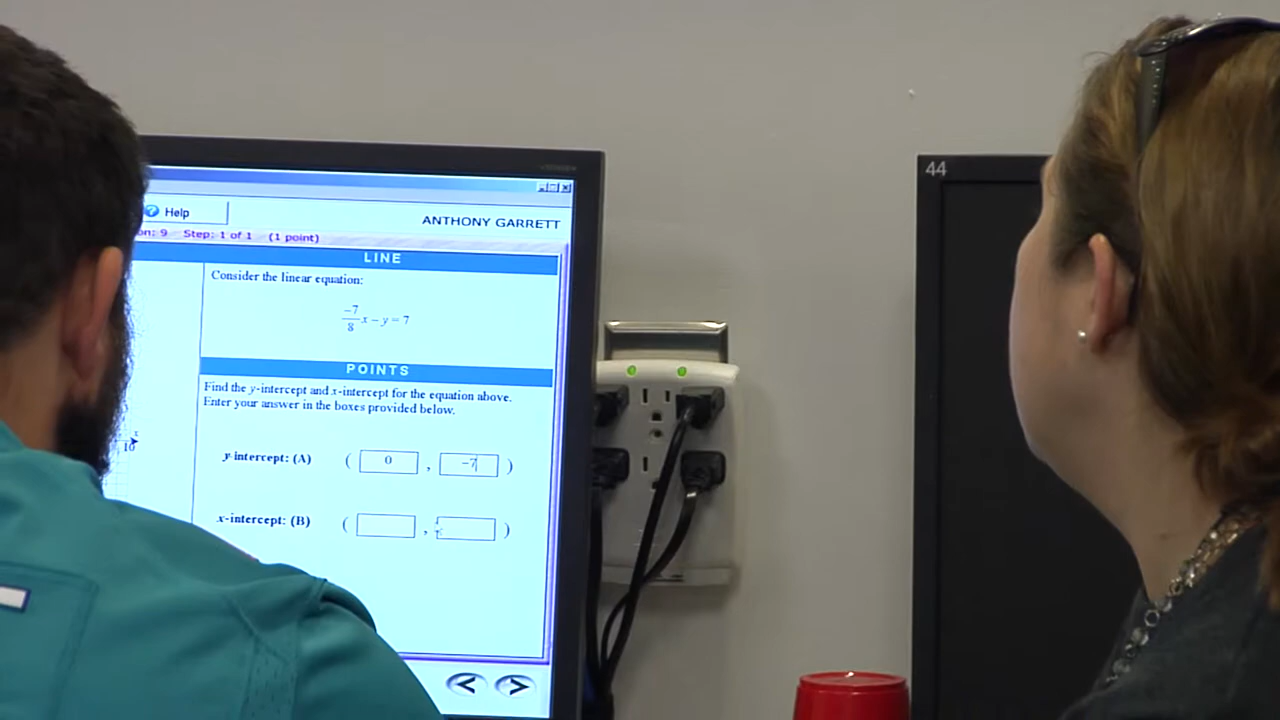 Help
ANTHONY GARRETT
on: 9 Step: 1 of 1 (1 point)
LINE
Consider the linear equation:
-7/8 x - y = 7
POINTS
Find the y-intercept and x-intercept for the equation above.
Enter your answer in the boxes provided below.
y-intercept: (A) ( 0 , -7 )
x-intercept: (B) ( , )
x
10
< >
44